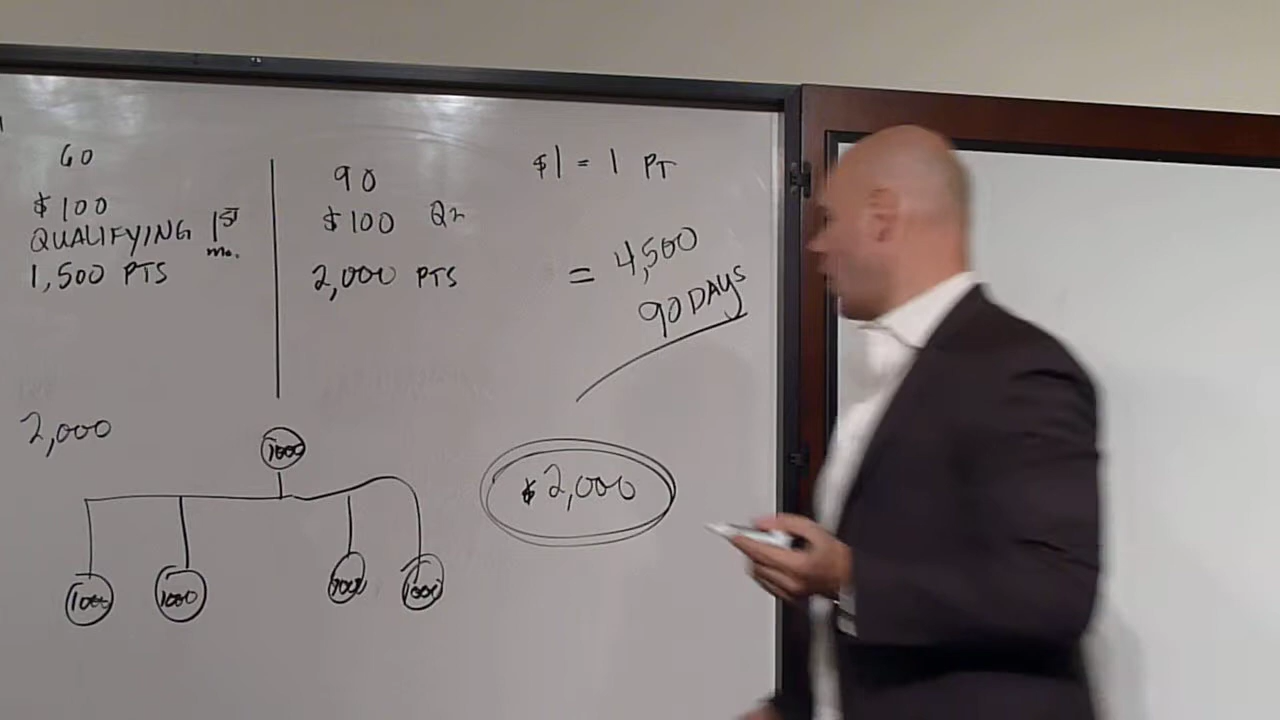 60
$100
QUALIFYING 1ST
mo.
1,500 PTS
90
$100
2,000 PTS
$1 = 1 PT
= 4,500
90 DAYS
2,000
1000
1000
1000
1000
1000
$2,000